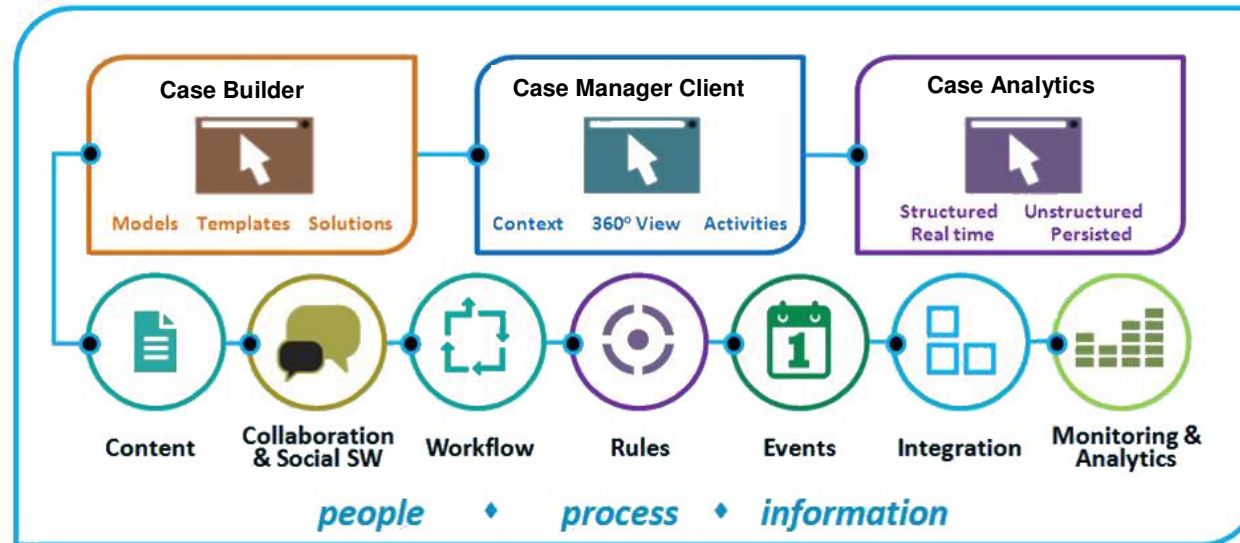 Case Builder
Models Templates Solutions
Case Manager Client
Context 360º View Activities
Case Analytics
Structured Unstructured
Real time Persisted
Content
Collaboration
& Social SW
Workflow
Rules
1
Events
Integration
Monitoring &
Analytics
people ♦ process ♦ information